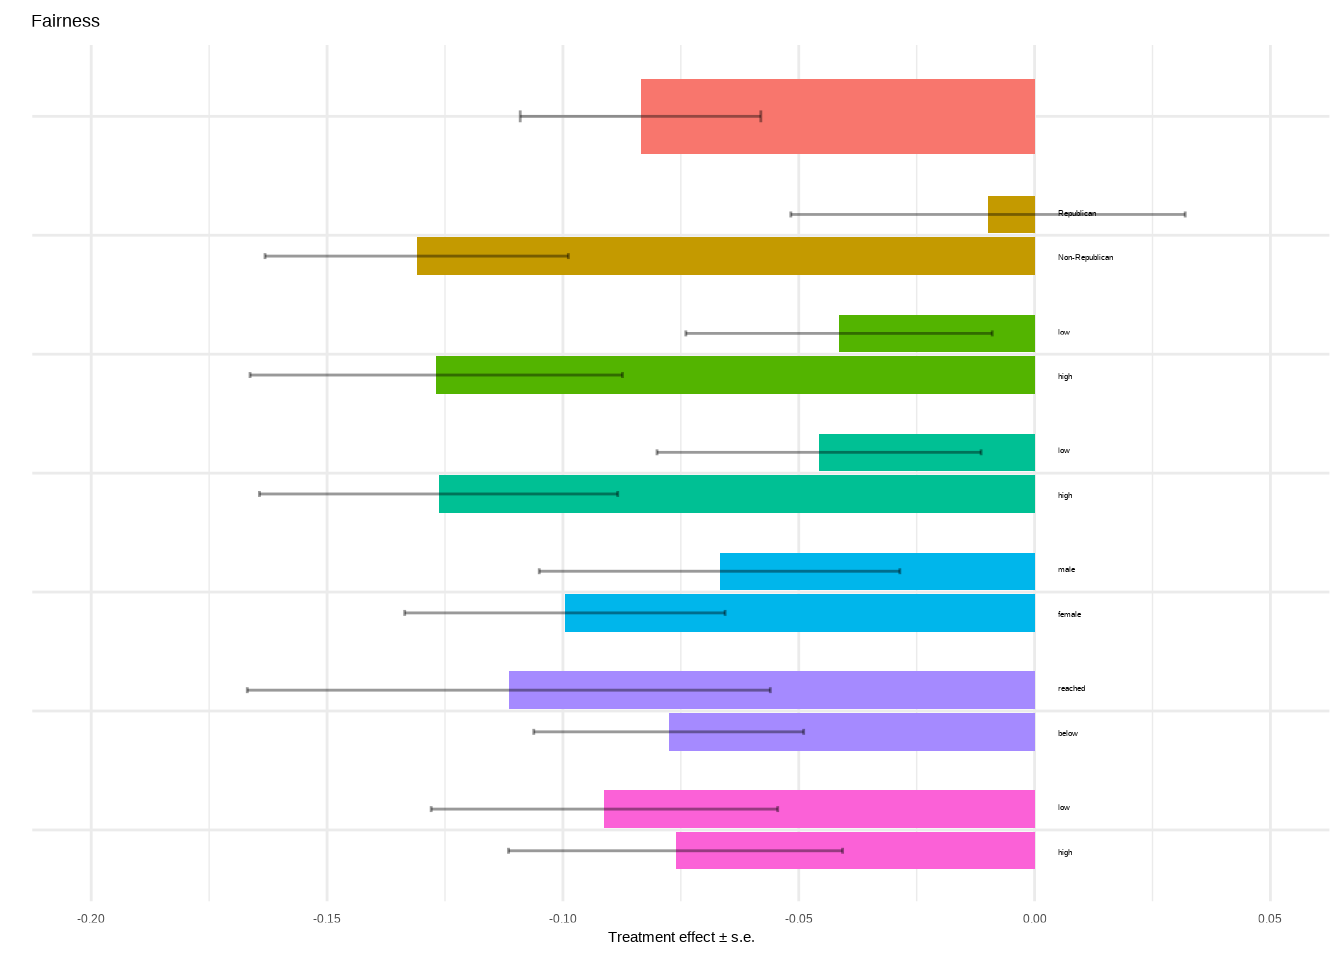 Fairness
Republican
Non-Republican
low
high
low
high
male
female
reached
below
low
high
-0.20 -0.15 -0.10 -0.05 0.00 0.05
Treatment effect ± s.e.